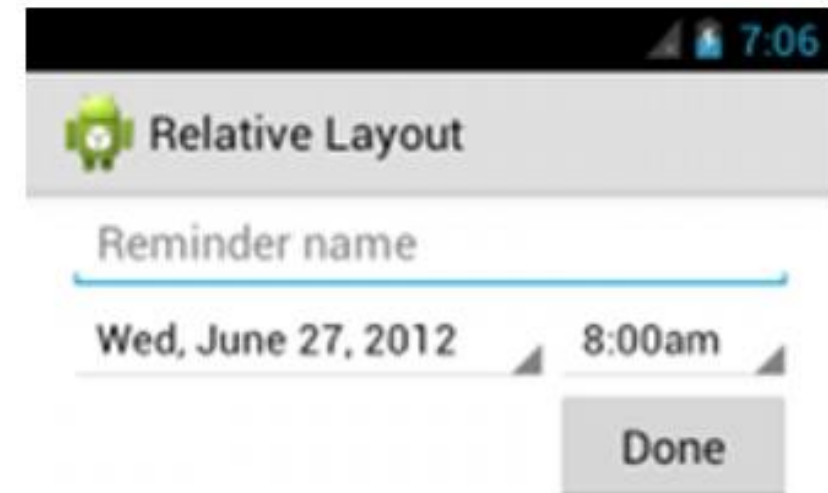 7:06
Relative Layout
Reminder name
Wed, June 27, 2012 8:00am
Done